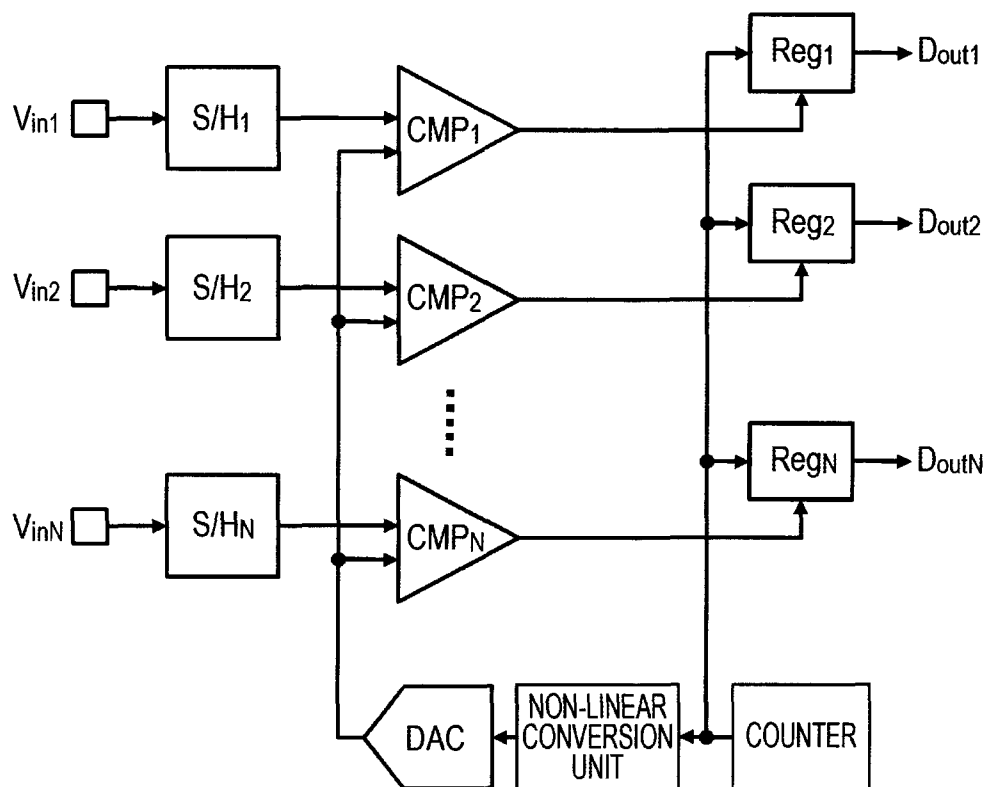 Vin1
S/H1
CMP1
Reg1
Dout1
Vin2
S/H2
CMP2
Reg2
Dout2
VinN
S/HN
CMPN
RegN
DoutN
DAC
NON-LINEAR
CONVERSION
UNIT
COUNTER